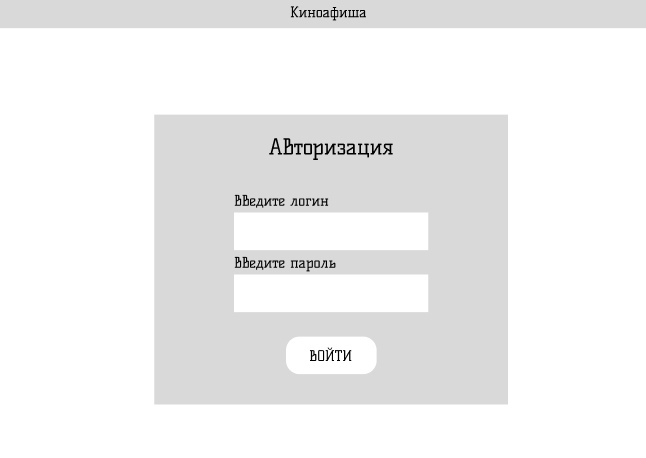 Киноафиша
Авторизация
Введите логин
Введите пароль
ВОЙТИ